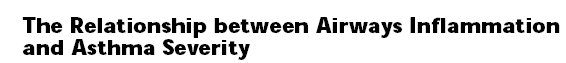 The Relationship between Airways Inflammation
and Asthma Severity